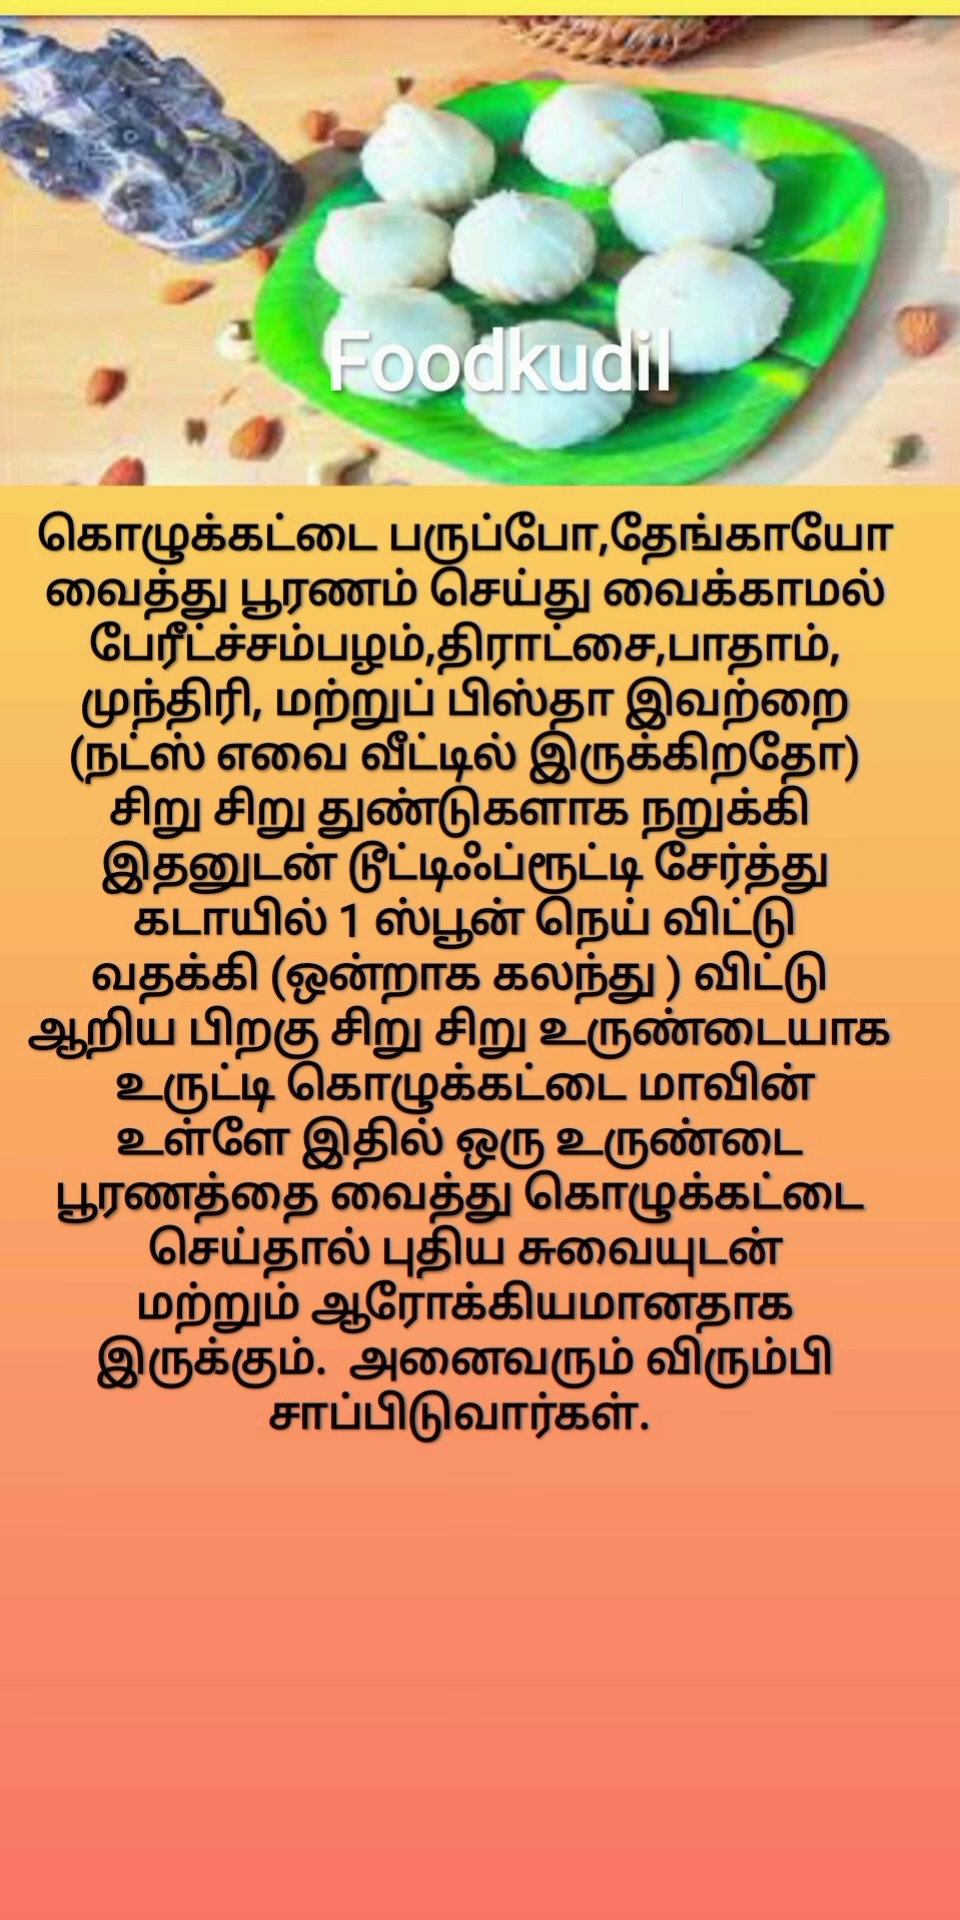 Foodkudil
கொழுக்கட்டை பருப்போ,தேங்காயோ
வைத்து பூரணம் செய்து வைக்காமல்
பேரீட்ச்சம்பழம்,திராட்சை,பாதாம்,
முந்திரி, மற்றுப் பிஸ்தா இவற்றை
(நட்ஸ் எவை வீட்டில் இருக்கிறதோ)
சிறு சிறு துண்டுகளாக நறுக்கி
இதனுடன் டூட்டிஃப்ரூட்டி சேர்த்து
கடாயில் 1 ஸ்பூன் நெய் விட்டு
வதக்கி (ஒன்றாக கலந்து ) விட்டு
ஆறிய பிறகு சிறு சிறு உருண்டையாக
உருட்டி கொழுக்கட்டை மாவின்
உள்ளே இதில் ஒரு உருண்டை
பூரணத்தை வைத்து கொழுக்கட்டை
செய்தால் புதிய சுவையுடன்
மற்றும் ஆரோக்கியமானதாக
இருக்கும்.  அனைவரும் விரும்பி
சாப்பிடுவார்கள்.